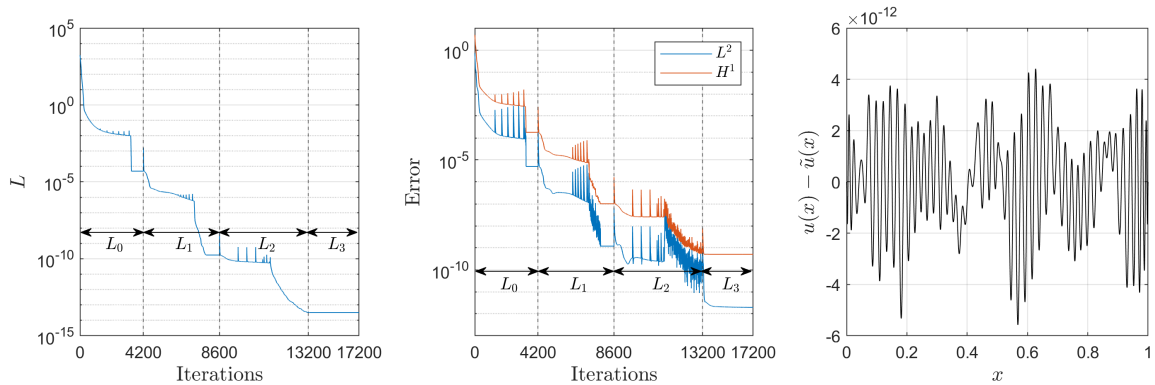 10^5
10^0
10^-5
10^-10
10^-15
L
L_0
L_1
L_2
L_3
0 4200 8600 13200 17200
Iterations
10^0
10^-5
10^-10
Error
L^2
H^1
L_0
L_1
L_2
L_3
0 4200 8600 13200 17200
Iterations
×10^-12
6
4
2
0
-2
-4
-6
u(x) − ũ(x)
0 0.2 0.4 0.6 0.8 1
x